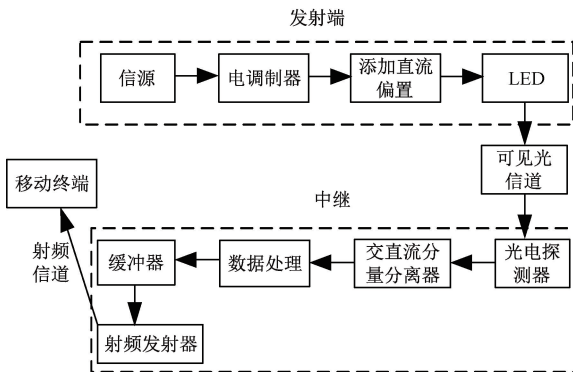 发射端
信源
电调制器
添加直流
偏置
LED
可见光
信道
移动终端
中继
射频
信道
缓冲器
数据处理
交直流分
量分离器
光电探
测器
射频发射器